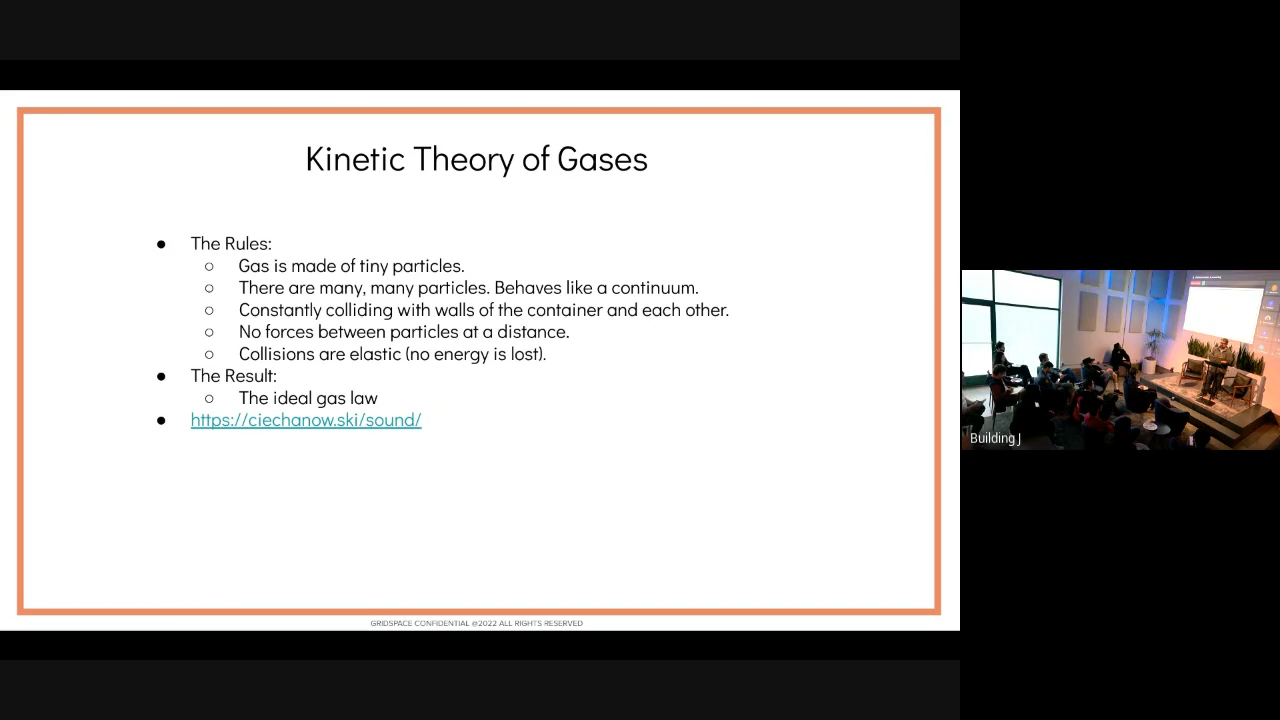 Kinetic Theory of Gases
● The Rules:
○ Gas is made of tiny particles.
○ There are many, many particles. Behaves like a continuum.
○ Constantly colliding with walls of the container and each other.
○ No forces between particles at a distance.
○ Collisions are elastic (no energy is lost).
● The Result:
○ The ideal gas law
● https://ciechanow.ski/sound/
GRIDSPACE CONFIDENTIAL @2022 ALL RIGHTS RESERVED
Building J